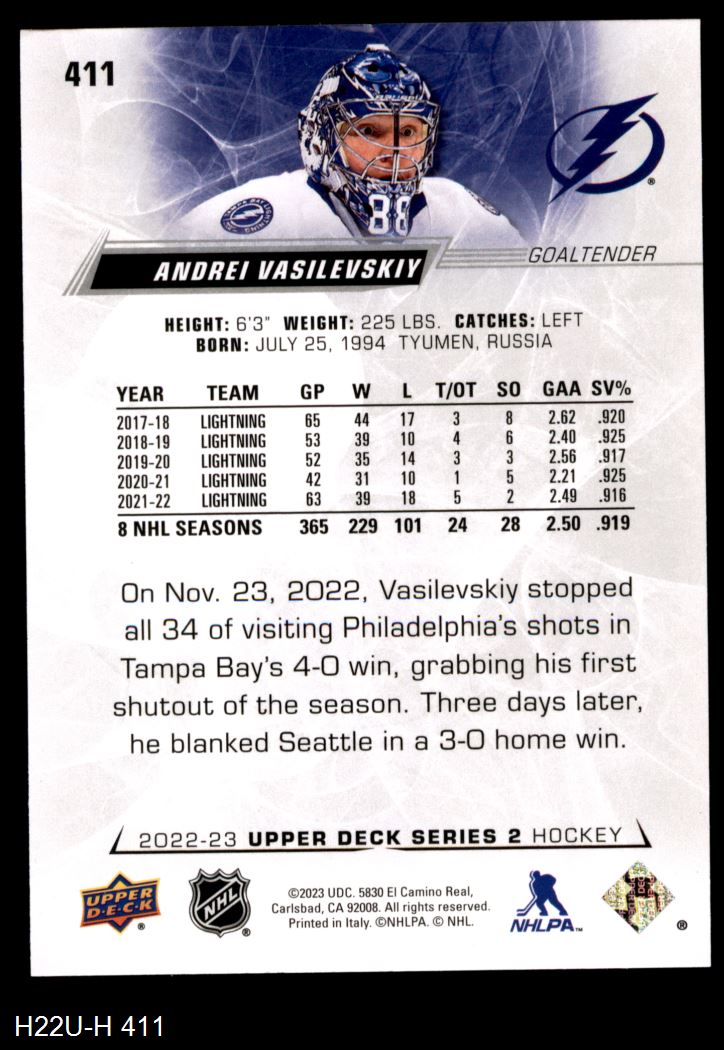 411
88
ANDREI VASILEVSKIY
GOALTENDER
HEIGHT: 6'3" WEIGHT: 225 LBS. CATCHES: LEFT
BORN: JULY 25, 1994 TYUMEN, RUSSIA
YEAR TEAM GP W L T/OT SO GAA SV%
2017-18 LIGHTNING 65 44 17 3 8 2.62 .920
2018-19 LIGHTNING 53 39 10 4 6 2.40 .925
2019-20 LIGHTNING 52 35 14 3 3 2.56 .917
2020-21 LIGHTNING 42 31 10 1 5 2.21 .925
2021-22 LIGHTNING 63 39 18 5 2 2.49 .916
8 NHL SEASONS 365 229 101 24 28 2.50 .919
On Nov. 23, 2022, Vasilevskiy stopped
all 34 of visiting Philadelphia's shots in
Tampa Bay's 4-0 win, grabbing his first
shutout of the season. Three days later,
he blanked Seattle in a 3-0 home win.
2022-23 UPPER DECK SERIES 2 HOCKEY
UPPER
D·E·C·K
®
NHL
®
©2023 UDC. 5830 El Camino Real,
Carlsbad, CA 92008. All rights reserved.
Printed in Italy. ©NHLPA. © NHL.
NHLPA™
®
H22U-H 411